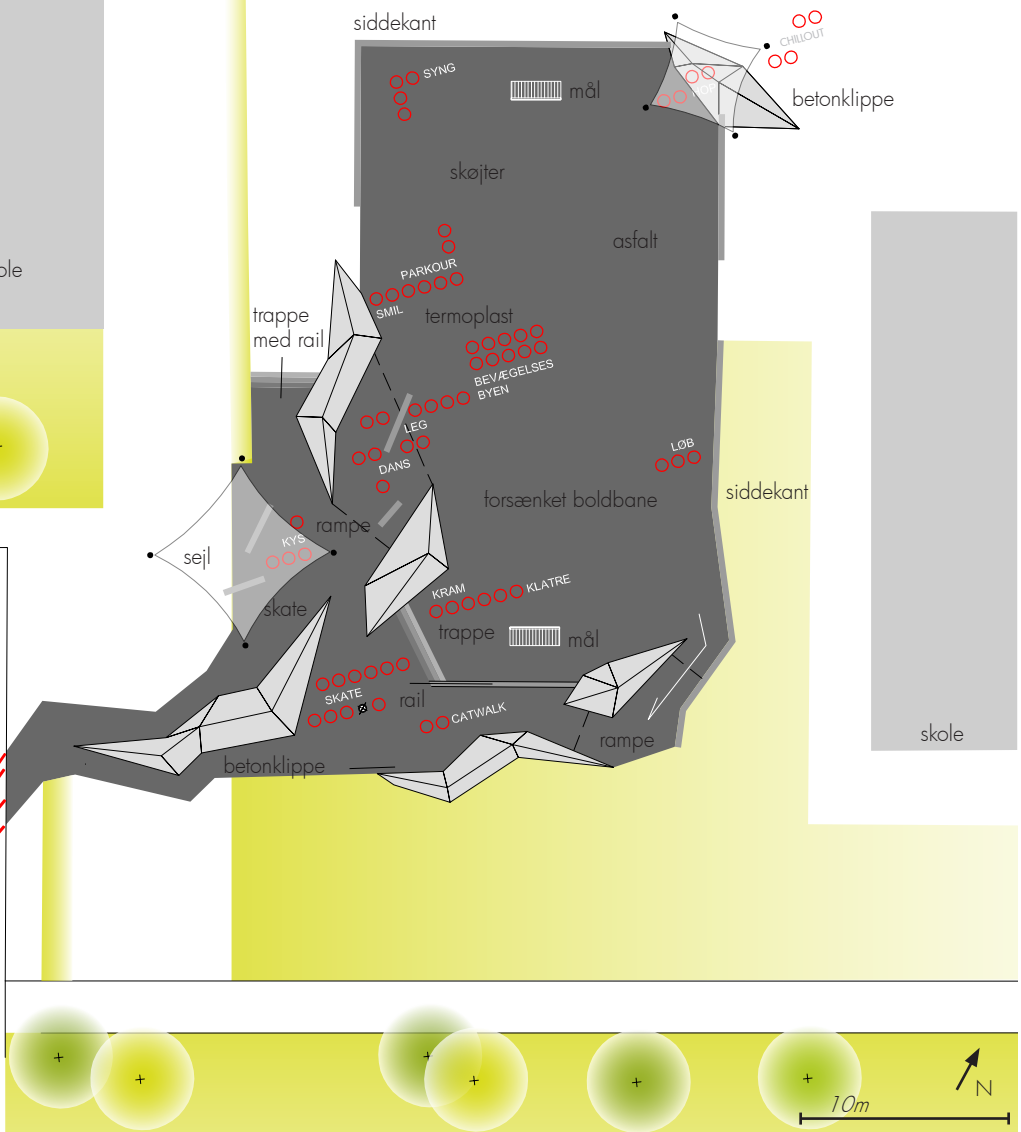 siddekant
CHILLOUT
SYNG
mål
HOP
betonklippe
skøjter
asfalt
ole
PARKOUR
SMIL
trappe
med rail
termoplast
BEVÆGELSES
BYEN
LEG
LØB
DANS
siddekant
forsænket boldbane
rampe
KYS
sejl
skate
KRAM
KLATRE
trappe
mål
SKATE
rail
CATWALK
rampe
skole
betonklippe
10m
N